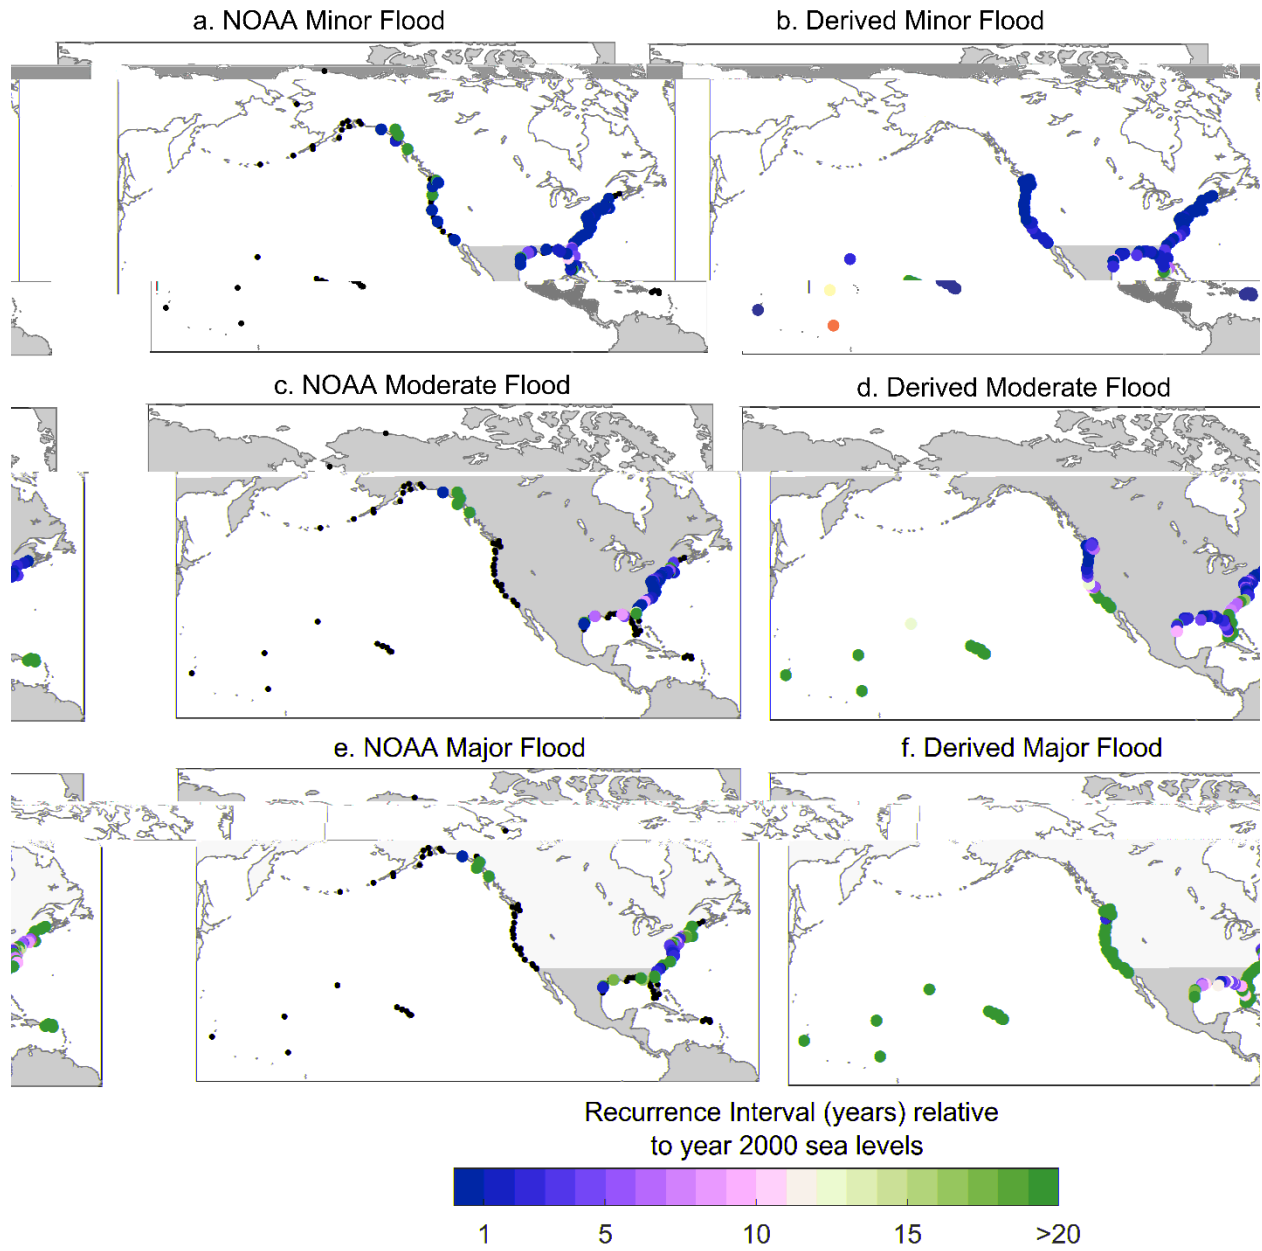 a. NOAA Minor Flood
b. Derived Minor Flood
c. NOAA Moderate Flood
d. Derived Moderate Flood
e. NOAA Major Flood
f. Derived Major Flood
Recurrence Interval (years) relative
to year 2000 sea levels
1 5 10 15 >20